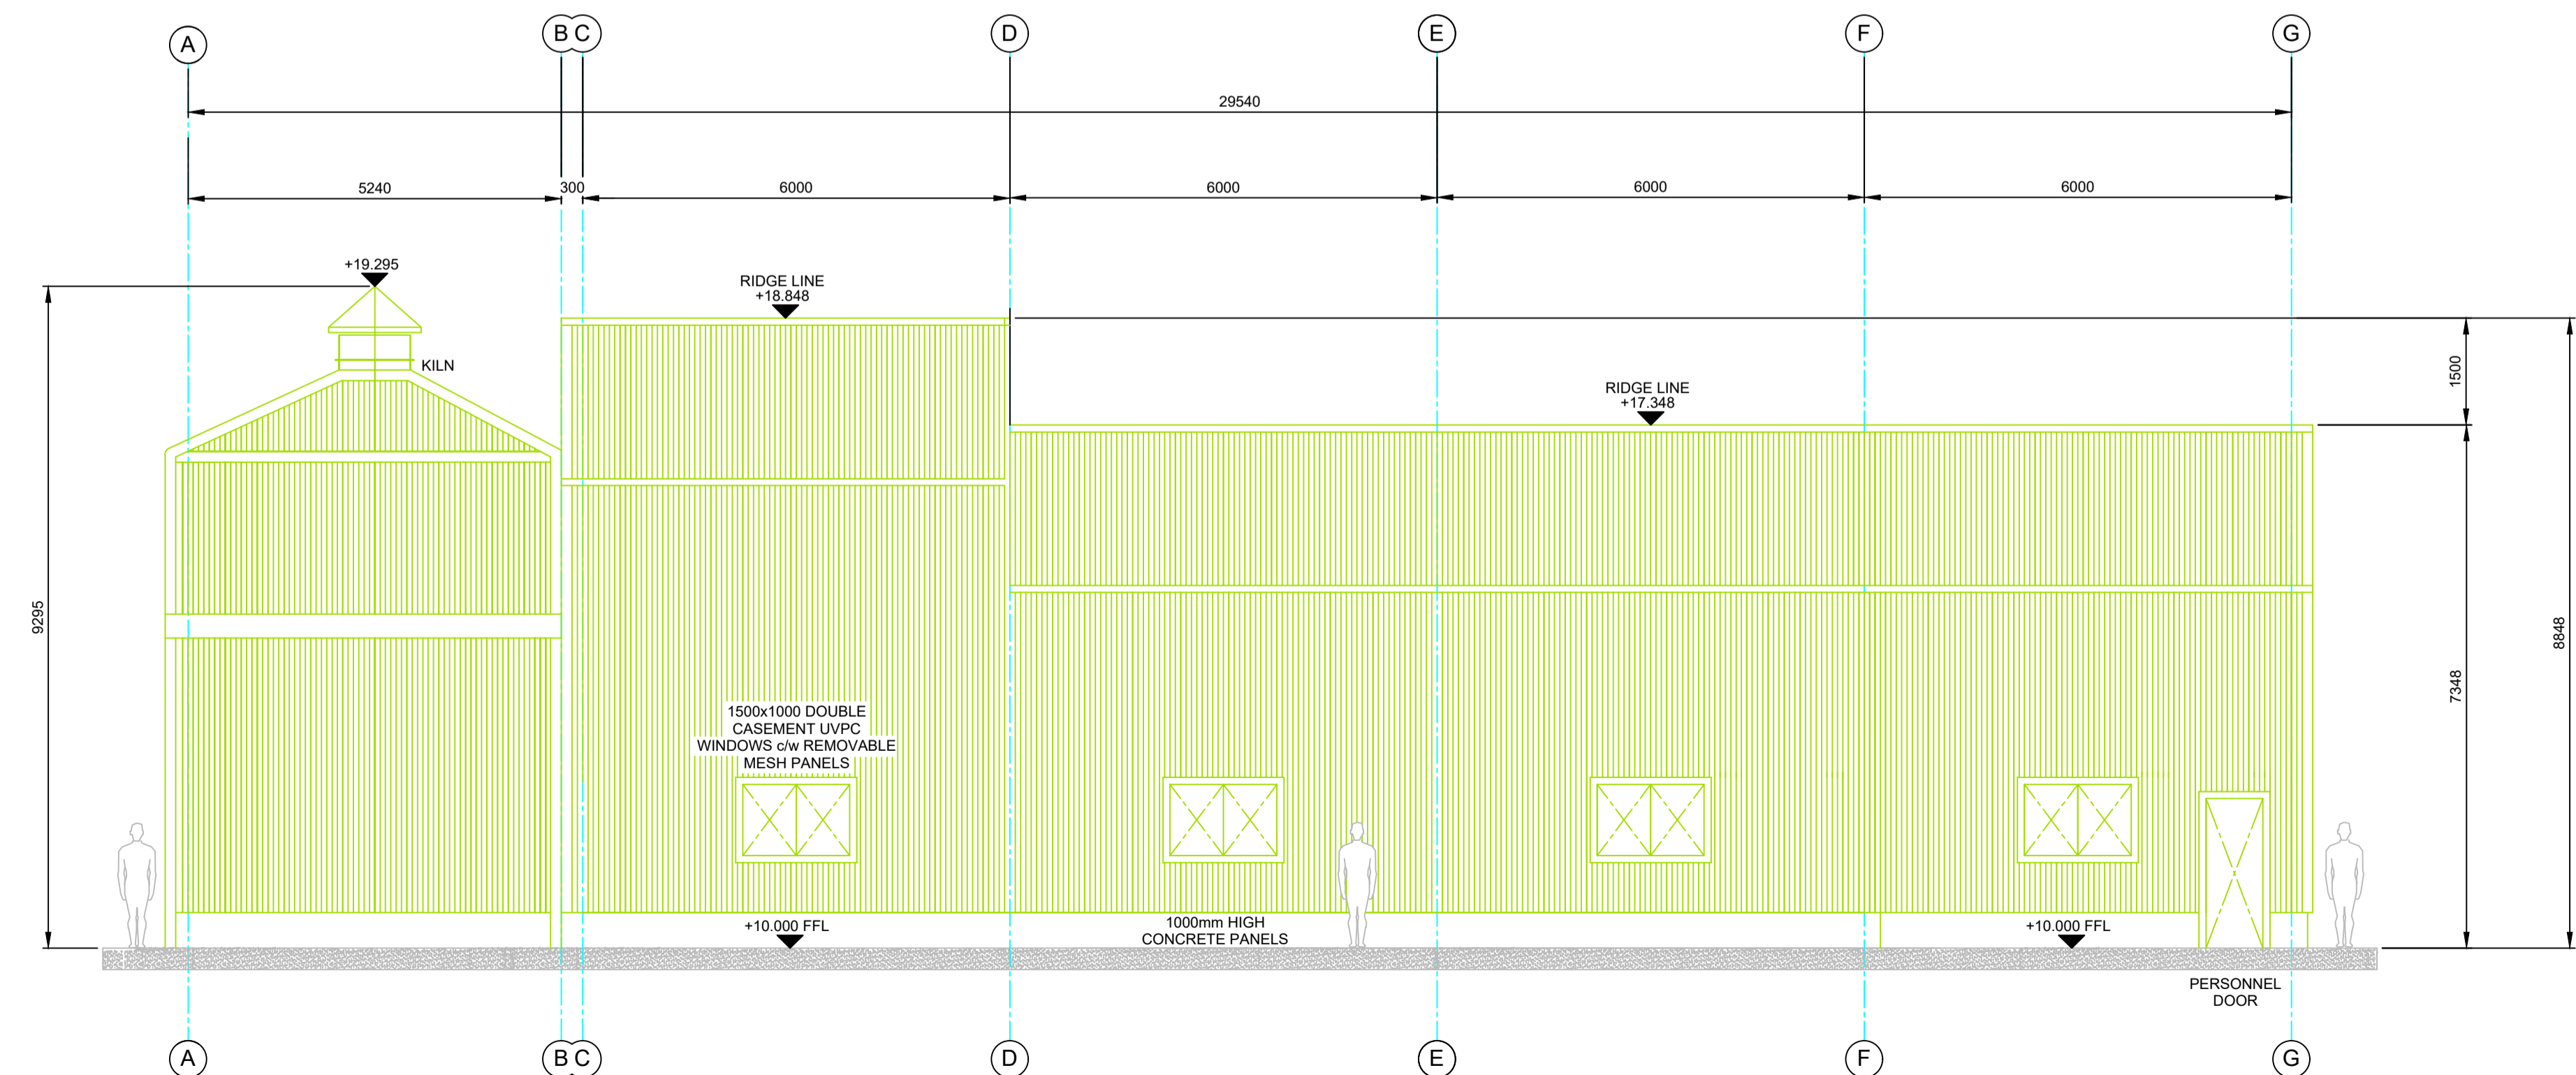 A
B
C
D
E
F
G
29540
5240
300
6000
6000
6000
6000
+19.295
RIDGE LINE
+18.848
KILN
RIDGE LINE
+17.348
1500
9295
8848
7348
1500x1000 DOUBLE
CASEMENT UVPC
WINDOWS c/w REMOVABLE
MESH PANELS
+10.000 FFL
1000mm HIGH
CONCRETE PANELS
+10.000 FFL
PERSONNEL
DOOR
A
B
C
D
E
F
G